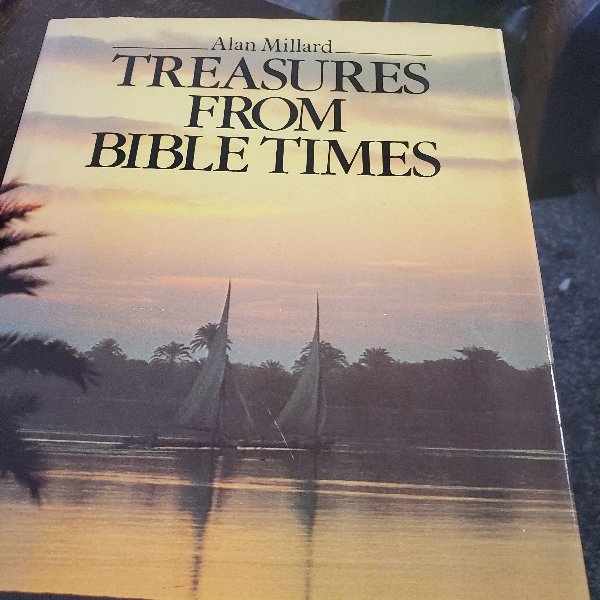 Alan Millard
TREASURES
FROM
BIBLE TIMES